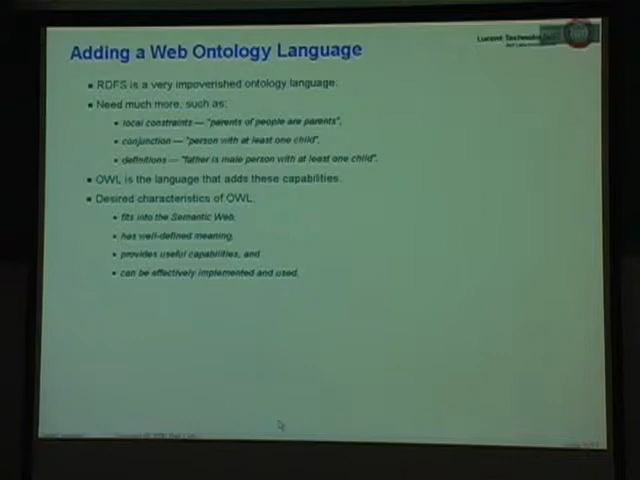 Adding a Web Ontology Language
Lucent Technologies
RDFS is a very impoverished ontology language.
Need much more, such as:
local constraints — "parents of people are parents",
conjunction — "person with at least one child",
definitions — "father is male person with at least one child".
OWL is the language that adds these capabilities.
Desired characteristics of OWL.
fits into the Semantic Web,
has well-defined meaning,
provides useful capabilities, and
can be effectively implemented and used.